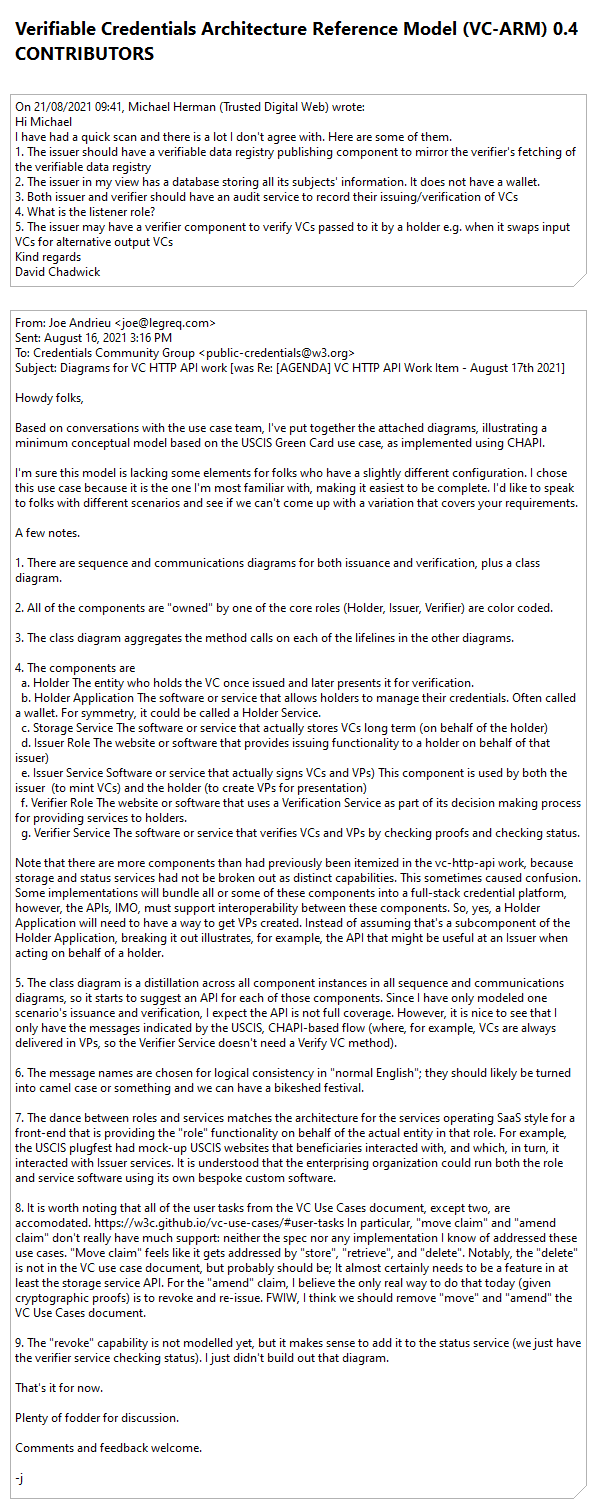 Verifiable Credentials Architecture Reference Model (VC-ARM) 0.4
CONTRIBUTORS
On 21/08/2021 09:41, Michael Herman (Trusted Digital Web) wrote:
Hi Michael
I have had a quick scan and there is a lot I don't agree with. Here are some of them.
1. The issuer should have a verifiable data registry publishing component to mirror the verifier's fetching of
the verifiable data registry
2. The issuer in my view has a database storing all its subjects' information. It does not have a wallet.
3. Both issuer and verifier should have an audit service to record their issuing/verification of VCs
4. What is the listener role?
5. The issuer may have a verifier component to verify VCs passed to it by a holder e.g. when it swaps input
VCs for alternative output VCs
Kind regards
David Chadwick
From: Joe Andrieu <joe@legreq.com>
Sent: August 16, 2021 3:16 PM
To: Credentials Community Group <public-credentials@w3.org>
Subject: Diagrams for VC HTTP API work [was Re: [AGENDA] VC HTTP API Work Item - August 17th 2021]
Howdy folks,
Based on conversations with the use case team, I've put together the attached diagrams, illustrating a
minimum conceptual model based on the USCIS Green Card use case, as implemented using CHAPI.
I'm sure this model is lacking some elements for folks who have a slightly different configuration. I chose
this use case because it is the one I'm most familiar with, making it easiest to be complete. I'd like to speak
to folks with different scenarios and see if we can't come up with a variation that covers your requirements.
A few notes.
1. There are sequence and communications diagrams for both issuance and verification, plus a class
diagram.
2. All of the components are "owned" by one of the core roles (Holder, Issuer, Verifier) are color coded.
3. The class diagram aggregates the method calls on each of the lifelines in the other diagrams.
4. The components are
a. Holder The entity who holds the VC once issued and later presents it for verification.
b. Holder Application The software or service that allows holders to manage their credentials. Often called
a wallet. For symmetry, it could be called a Holder Service.
c. Storage Service The software or service that actually stores VCs long term (on behalf of the holder)
d. Issuer Role The website or software that provides issuing functionality to a holder on behalf of that
issuer)
e. Issuer Service Software or service that actually signs VCs and VPs) This component is used by both the
issuer (to mint VCs) and the holder (to create VPs for presentation)
f. Verifier Role The website or software that uses a Verification Service as part of its decision making process
for providing services to holders.
g. Verifier Service The software or service that verifies VCs and VPs by checking proofs and checking status.
Note that there are more components than had previously been itemized in the vc-http-api work, because
storage and status services had not be broken out as distinct capabilities. This sometimes caused confusion.
Some implementations will bundle all or some of these components into a full-stack credential platform,
however, the APIs, IMO, must support interoperability between these components. So, yes, a Holder
Application will need to have a way to get VPs created. Instead of assuming that's a subcomponent of the
Holder Application, breaking it out illustrates, for example, the API that might be useful at an Issuer when
acting on behalf of a holder.
5. The class diagram is a distillation across all component instances in all sequence and communications
diagrams, so it starts to suggest an API for each of those components. Since I have only modeled one
scenario's issuance and verification, I expect the API is not full coverage. However, it is nice to see that I
only have the messages indicated by the USCIS, CHAPI-based flow (where, for example, VCs are always
delivered in VPs, so the Verifier Service doesn't need a Verify VC method).
6. The message names are chosen for logical consistency in "normal English"; they should likely be turned
into camel case or something and we can have a bikeshed festival.
7. The dance between roles and services matches the architecture for the services operating SaaS style for a
front-end that is providing the "role" functionality on behalf of the actual entity in that role. For example,
the USCIS plugfest had mock-up USCIS websites that beneficiaries interacted with, and which, in turn, it
interacted with Issuer services. It is understood that the enterprising organization could run both the role
and service software using its own bespoke custom software.
8. It is worth noting that all of the user tasks from the VC Use Cases document, except two, are
accomodated. https://w3c.github.io/vc-use-cases/#user-tasks In particular, "move claim" and "amend
claim" don't really have much support: neither the spec nor any implementation I know of addressed these
use cases. "Move claim" feels like it gets addressed by "store", "retrieve", and "delete". Notably, the "delete"
is not in the VC use case document, but probably should be; It almost certainly needs to be a feature in at
least the storage service API. For the "amend" claim, I believe the only real way to do that today (given
cryptographic proofs) is to revoke and re-issue. FWIW, I think we should remove "move" and "amend" the
VC Use Cases document.
9. The "revoke" capability is not modelled yet, but it makes sense to add it to the status service (we just have
the verifier service checking status). I just didn't build out that diagram.
That's it for now.
Plenty of fodder for discussion.
Comments and feedback welcome.
-j